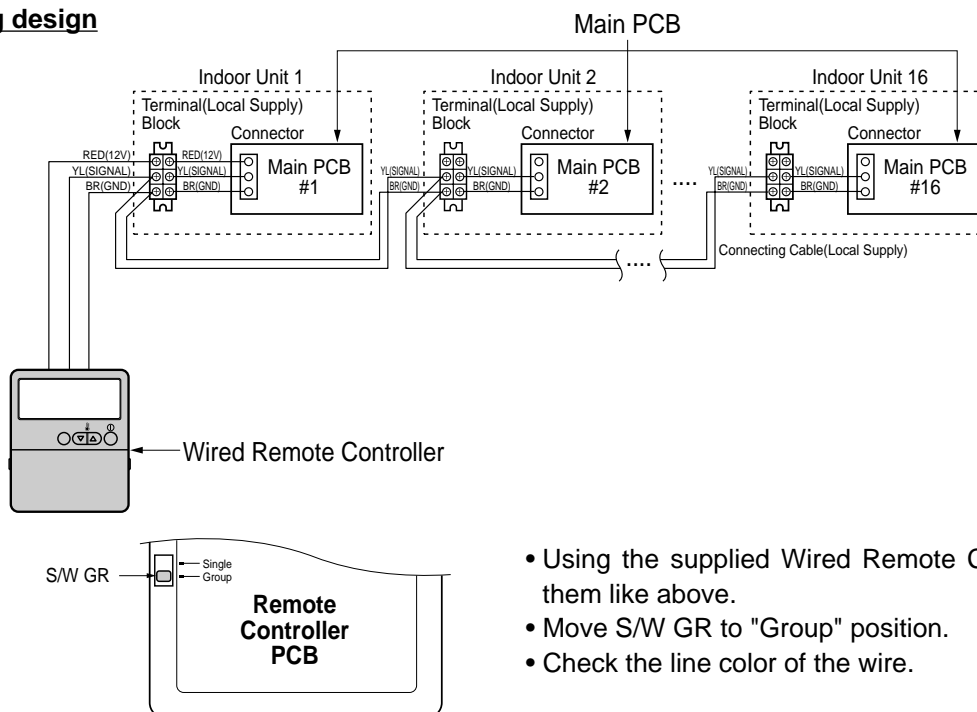 g design
Main PCB
Indoor Unit 1
Terminal(Local Supply)
Block
Connector
RED(12V)
YL(SIGNAL)
BR(GND)
RED(12V)
YL(SIGNAL)
BR(GND)
Main PCB
#1
Indoor Unit 2
Terminal(Local Supply)
Block
Connector
YL(SIGNAL)
BR(GND)
YL(SIGNAL)
BR(GND)
Main PCB
#2
....
Indoor Unit 16
Terminal(Local Supply)
Block
Connector
YL(SIGNAL)
BR(GND)
YL(SIGNAL)
BR(GND)
Main PCB
#16
....
Connecting Cable(Local Supply)
Wired Remote Controller
S/W GR
Single
Group
Remote
Controller
PCB
• Using the supplied Wired Remote C
them like above.
• Move S/W GR to "Group" position.
• Check the line color of the wire.